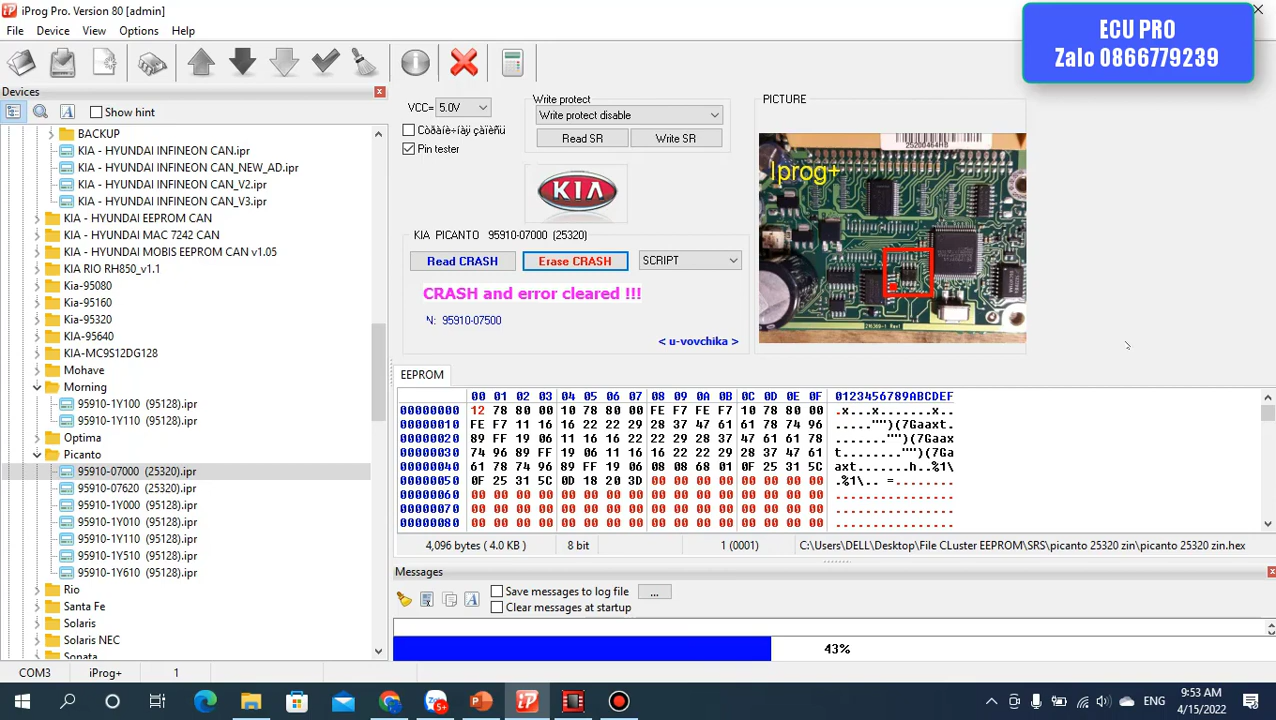 iProg Pro. Version 80 [admin]
ECU PRO
Zalo 0866779239
File Device View Options Help
Devices
Show hint
BACKUP
KIA - HYUNDAI INFINEON CAN.ipr
KIA - HYUNDAI INFINEON CAN_NEW_AD.ipr
KIA - HYUNDAI INFINEON CAN_V2.ipr
KIA - HYUNDAI INFINEON CAN_V3.ipr
KIA - HYUNDAI EEPROM CAN
KIA - HYUNDAI MAC 7242 CAN
KIA - HYUNDAI MOBIS EEPROM CAN v1.05
KIA RIO RH850_v1.1
Kia-95080
Kia-95160
Kia-95320
KIA-95640
KIA-MC9S12DG128
Mohave
Morning
95910-1Y100 (95128).ipr
95910-1Y110 (95128).ipr
Optima
Picanto
95910-07000 (25320).ipr
95910-07620 (25320).ipr
95910-1Y000 (95128).ipr
95910-1Y010 (95128).ipr
95910-1Y110 (95128).ipr
95910-1Y510 (95128).ipr
95910-1Y610 (95128).ipr
Rio
Santa Fe
Solaris
Solaris NEC
Sonata
VCC= 5.0V
Còðàíè÷íàÿ çàïèñü
Pin tester
Write protect
Write protect disable
Read SR Write SR
KIA
KIA PICANTO 95910-07000 (25320)
Read CRASH Erase CRASH SCRIPT
CRASH and error cleared !!!
N: 95910-07500
< u-vovchika >
PICTURE
25200464HB
Iprog+
EEPROM
00 01 02 03 04 05 06 07 08 09 0A 0B 0C 0D 0E 0F 0123456789ABCDEF
00000000 12 78 80 00 10 78 80 00 FE F7 FE F7 10 78 80 00 .x...x.......x..
00000010 FE F7 11 16 16 22 22 29 28 37 47 61 61 78 74 96 ....."")(7Gaaxt.
00000020 89 FF 19 06 11 16 16 22 22 29 28 37 47 61 61 78 ......."")(7Gaax
00000030 74 96 89 FF 19 06 11 16 16 22 22 29 28 37 47 61 t........"")(7Ga
00000040 61 78 74 96 89 FF 19 06 08 08 68 01 0F 25 31 5C axt.......h..%1\
00000050 0F 25 31 5C 0D 18 20 3D 00 00 00 00 00 00 00 00 .%1\.. =........
00000060 00 00 00 00 00 00 00 00 00 00 00 00 00 00 00 00 ................
00000070 00 00 00 00 00 00 00 00 00 00 00 00 00 00 00 00 ................
00000080 00 00 00 00 00 00 00 00 00 00 00 00 00 00 00 00 ................
4,096 bytes ( 4.0 KB ) 8 bit 1 (0001) C:\Users\DELL\Desktop\File CLuster EEPROM\SRS\picanto 25320 zin\picanto 25320 zin.hex
Messages
Save messages to log file ...
Clear messages at startup
43%
COM3 iProg+ 1
5+
ENG
9:53 AM
4/15/2022